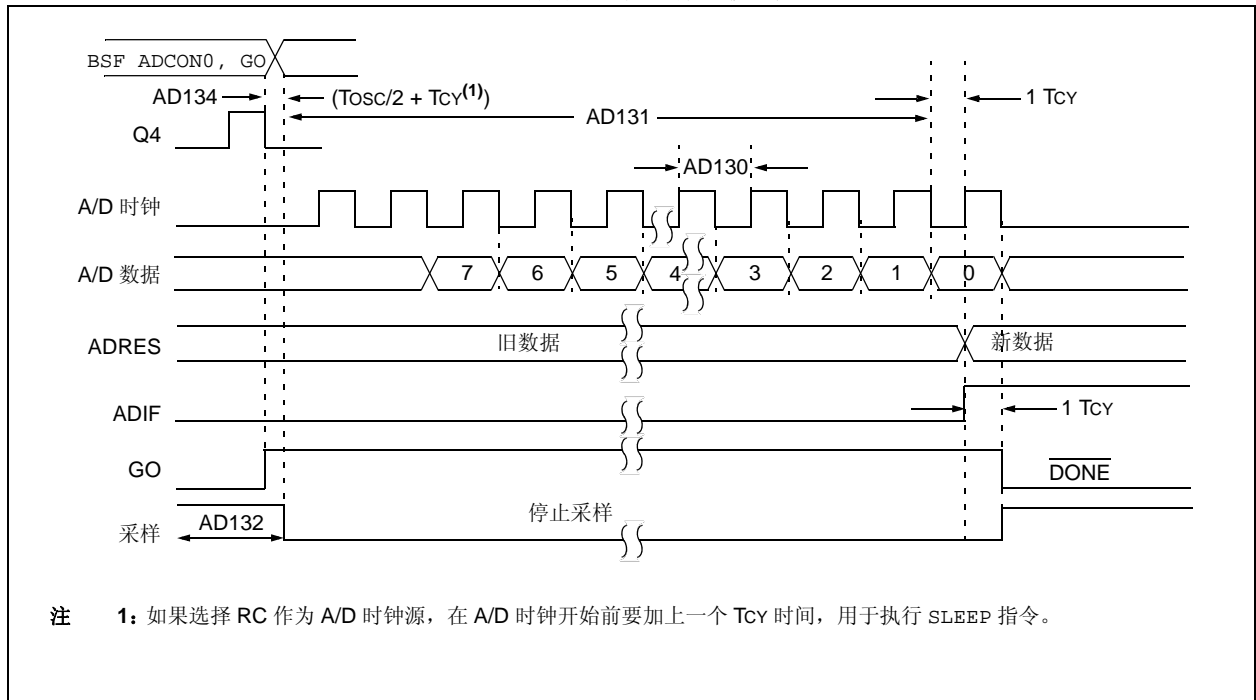 BSF ADCON0, GO
AD134 (TOSC/2 + TCY(1)) 1 TCY
AD131
Q4
AD130
A/D 时钟
A/D 数据 7 6 5 4 3 2 1 0
ADRES 旧数据 新数据
ADIF 1 TCY
GO DONE
采样 AD132 停止采样
注 1: 如果选择 RC 作为 A/D 时钟源，在 A/D 时钟开始前要加上一个 TCY 时间，用于执行 SLEEP 指令。